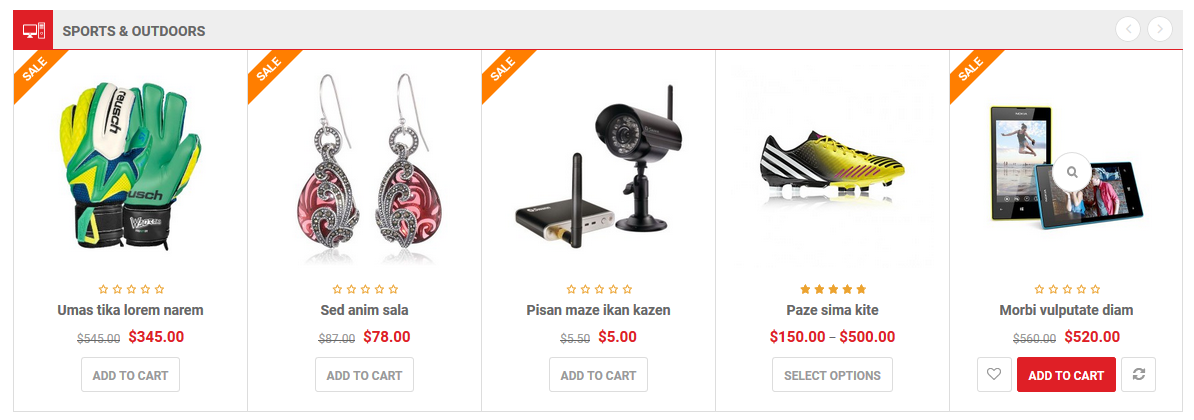 SPORTS & OUTDOORS
SALE
SALE
SALE
SALE
reusch
reusch
NOKIA
Umas tika lorem narem
Sed anim sala
Pisan maze ikan kazen
Paze sima kite
Morbi vulputate diam
$545.00 $345.00
$87.00 $78.00
$5.50 $5.00
$150.00 – $500.00
$560.00 $520.00
ADD TO CART
ADD TO CART
ADD TO CART
SELECT OPTIONS
ADD TO CART